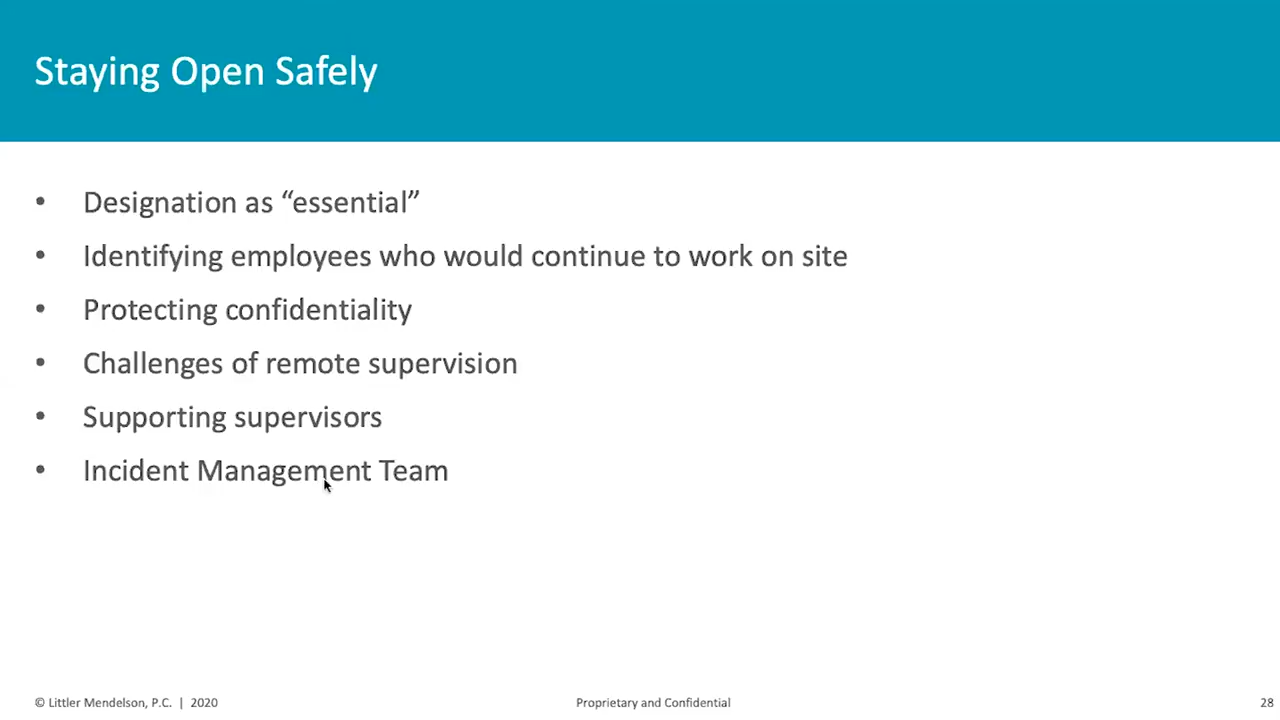 Staying Open Safely
• Designation as “essential”
• Identifying employees who would continue to work on site
• Protecting confidentiality
• Challenges of remote supervision
• Supporting supervisors
• Incident Management Team
© Littler Mendelson, P.C. | 2020
Proprietary and Confidential
28